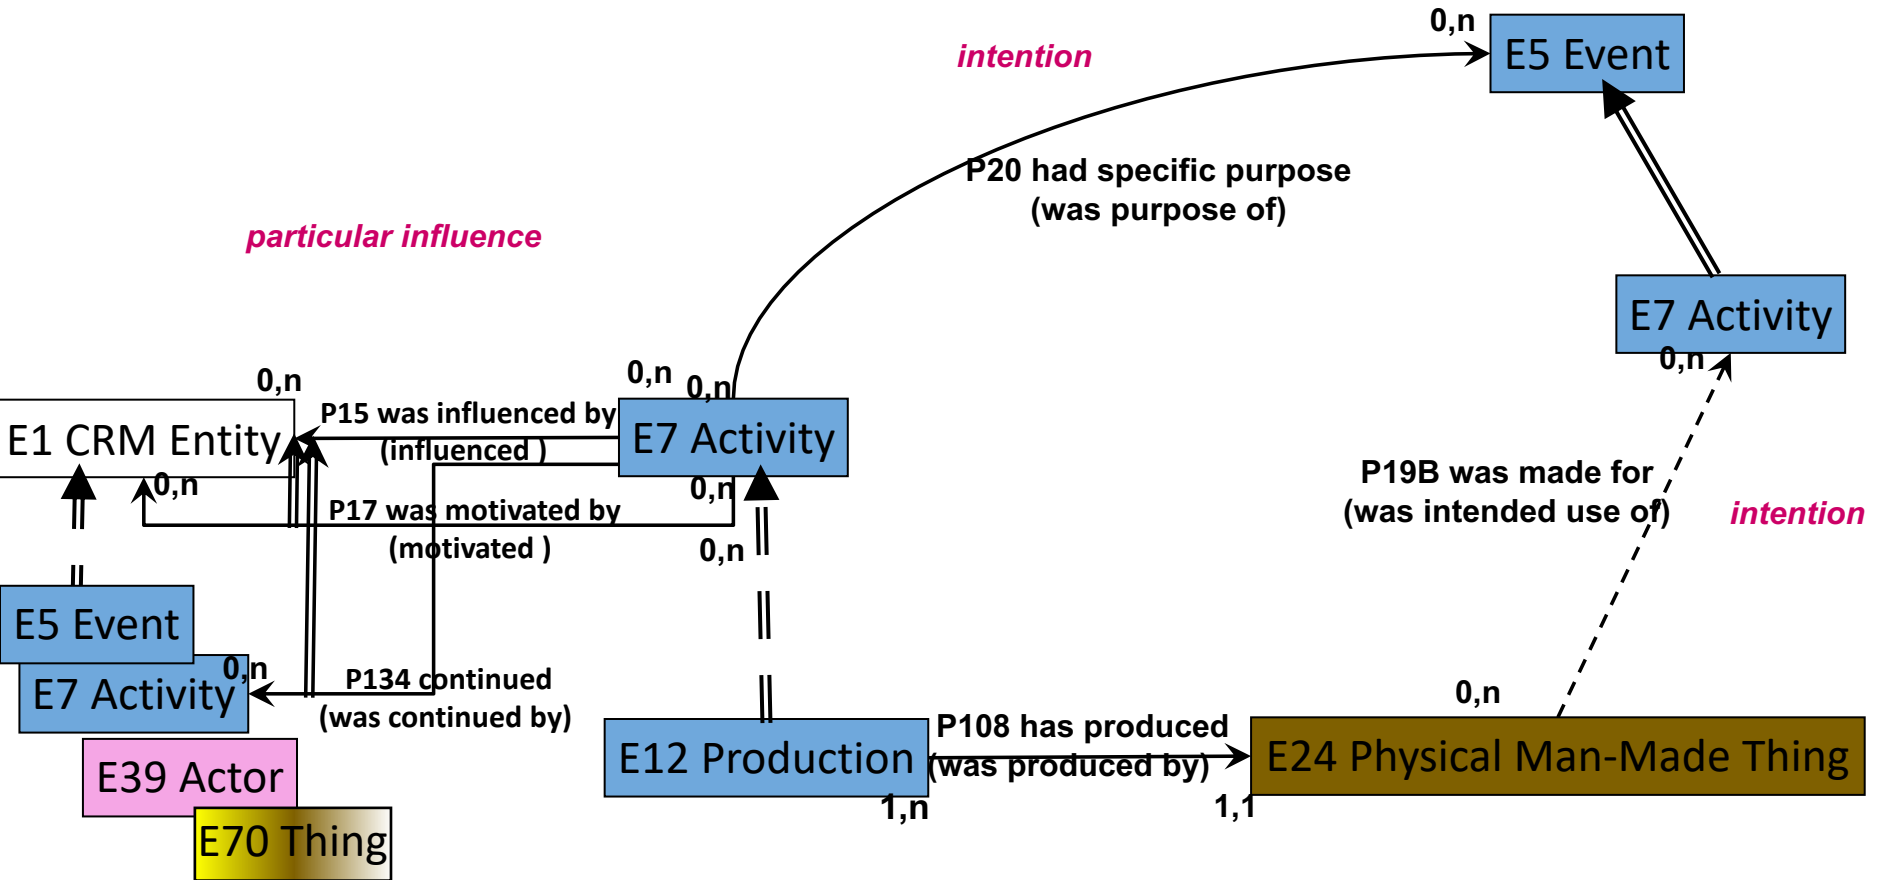 0,n
E5 Event
intention
P20 had specific purpose
(was purpose of)
particular influence
E7 Activity
0,n
0,n
0,n
0,n
P15 was influenced by
(influenced )
E1 CRM Entity
E7 Activity
0,n
0,n
P17 was motivated by
(motivated )
0,n
P19B was made for
(was intended use of)
intention
E5 Event
E7 Activity
0,n
P134 continued
(was continued by)
0,n
E39 Actor
E12 Production
P108 has produced
(was produced by)
E24 Physical Man-Made Thing
1,n
1,1
E70 Thing